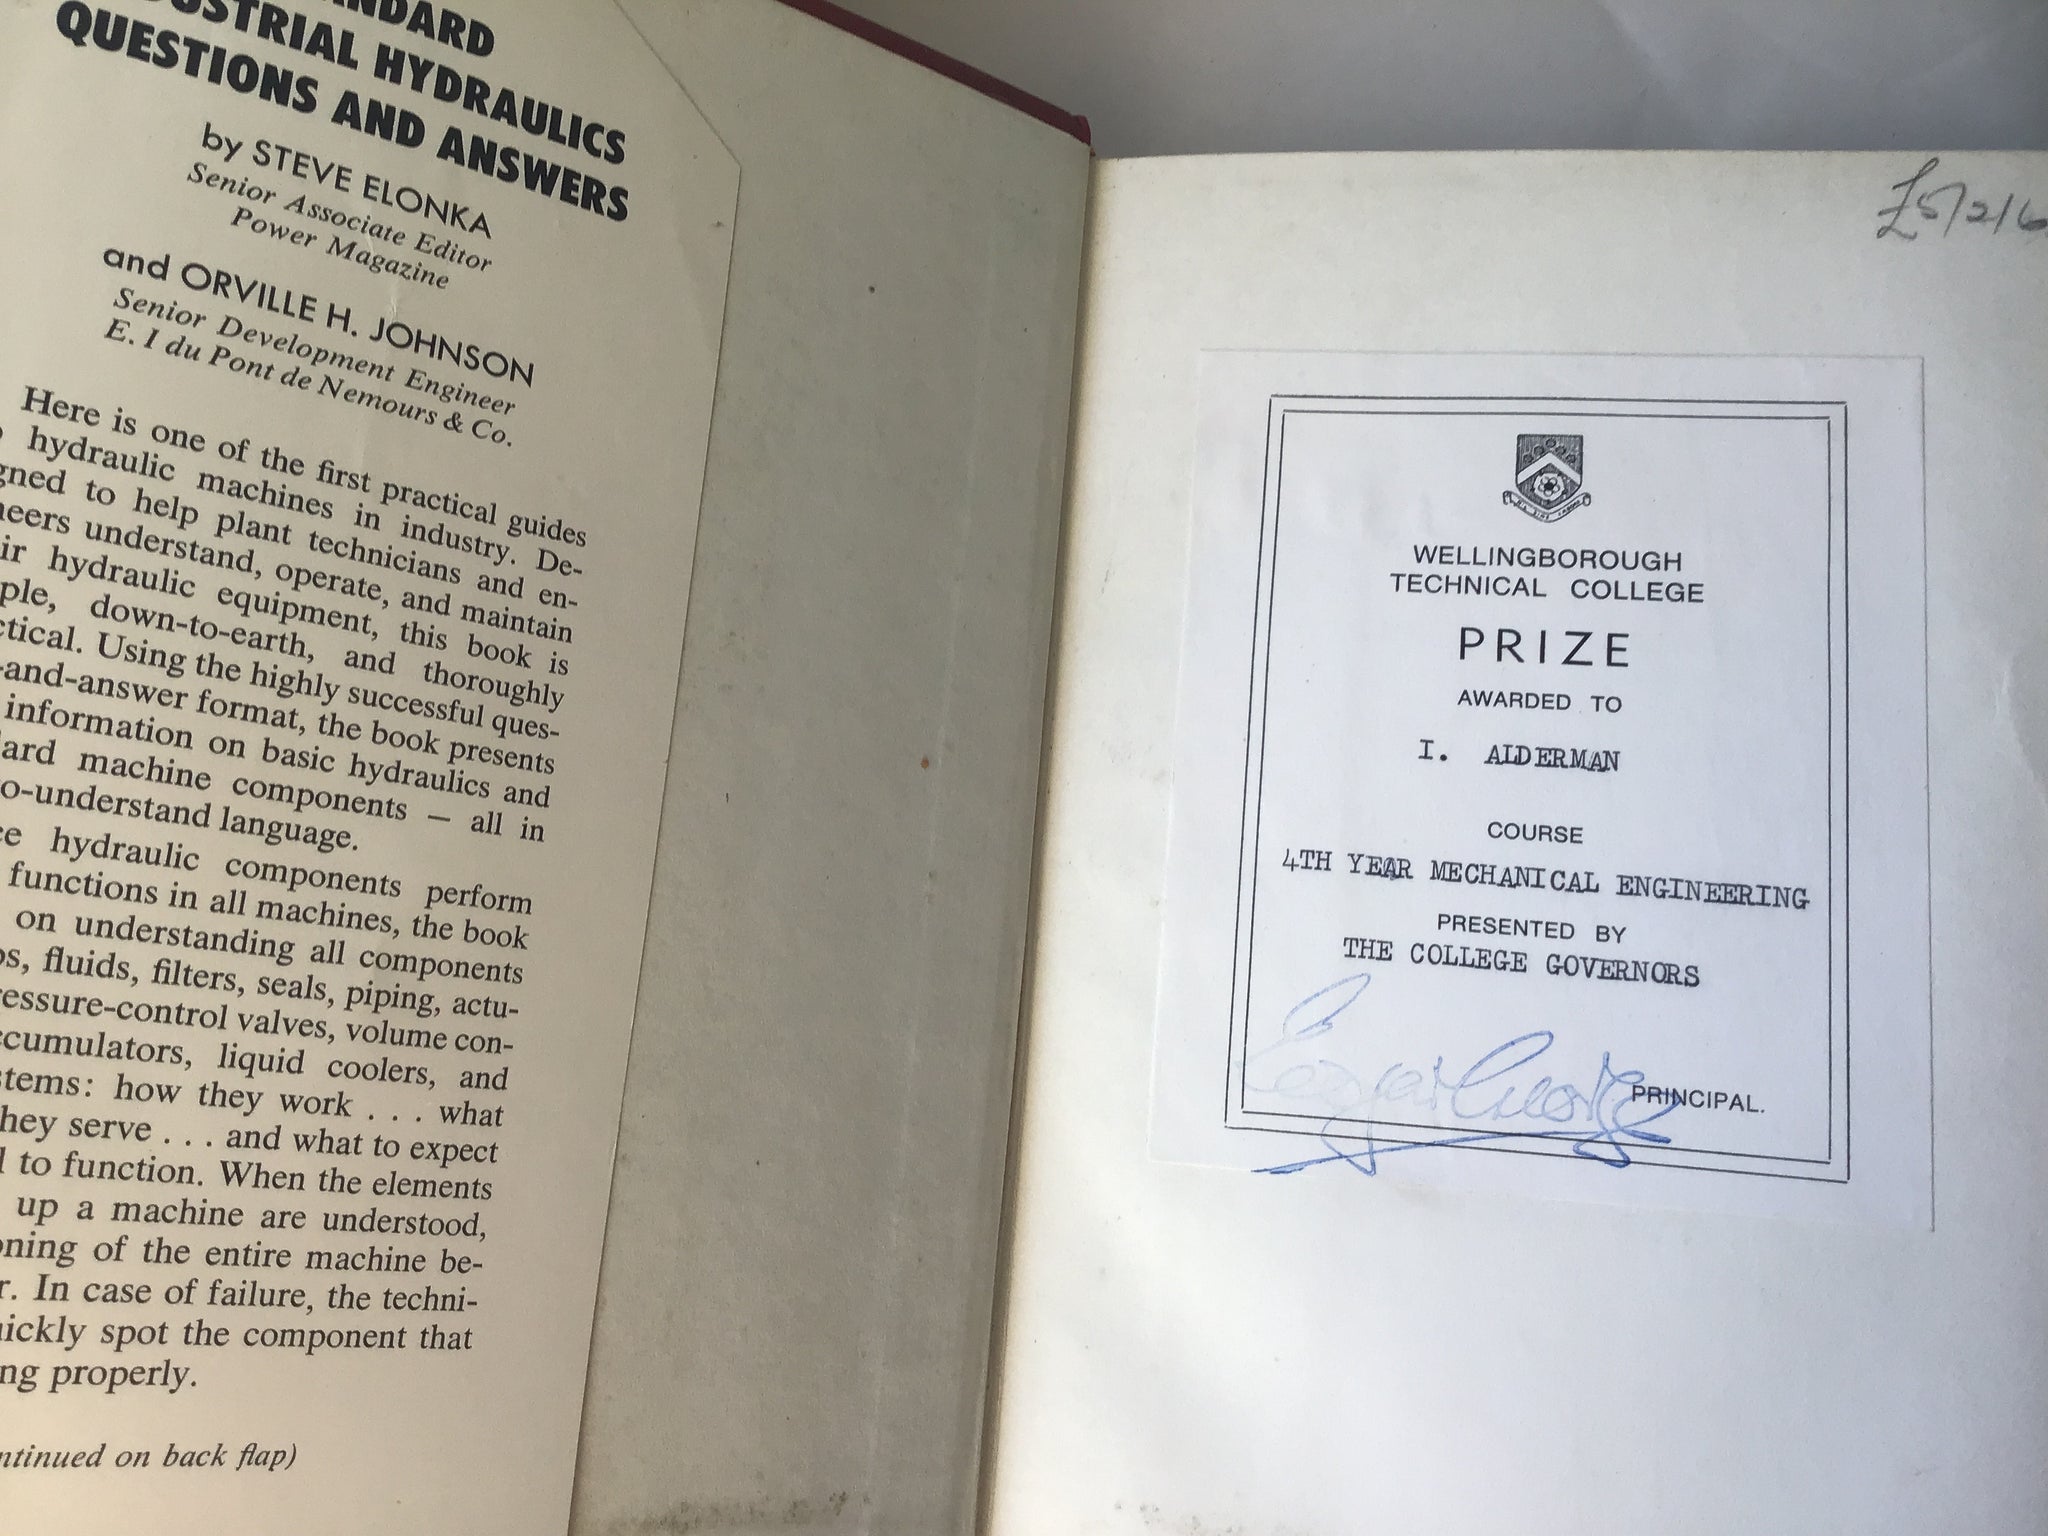 QUESTIONS AND ANSWERS
by STEVE ELONKA
Senior Associate Editor
Power Magazine
and ORVILLE H. JOHNSON
Senior Development Engineer
E. I du Pont de Nemours & Co.
Here is one of the first practical guides
hydraulic machines in industry. De-
to help plant technicians and en-
understand, operate, and maintain
hydraulic equipment, this book is
down-to-earth, and thoroughly
Using the highly successful ques-
-and-answer format, the book presents
information on basic hydraulics and
machine components — all in
o-understand language.
hydraulic components perform
functions in all machines, the book
on understanding all components
fluids, filters, seals, piping, actu-
essure-control valves, volume con-
ccumulators, liquid coolers, and
stems: how they work . . . what
hey serve . . . and what to expect
to function. When the elements
up a machine are understood,
oning of the entire machine be-
r. In case of failure, the techni-
uickly spot the component that
ng properly.
ntinued on back flap)
£5/2/6
WELLINGBOROUGH
TECHNICAL COLLEGE
PRIZE
AWARDED TO
I. ALDERMAN
COURSE
4TH YEAR MECHANICAL ENGINEERING
PRESENTED BY
THE COLLEGE GOVERNORS
PRINCIPAL.